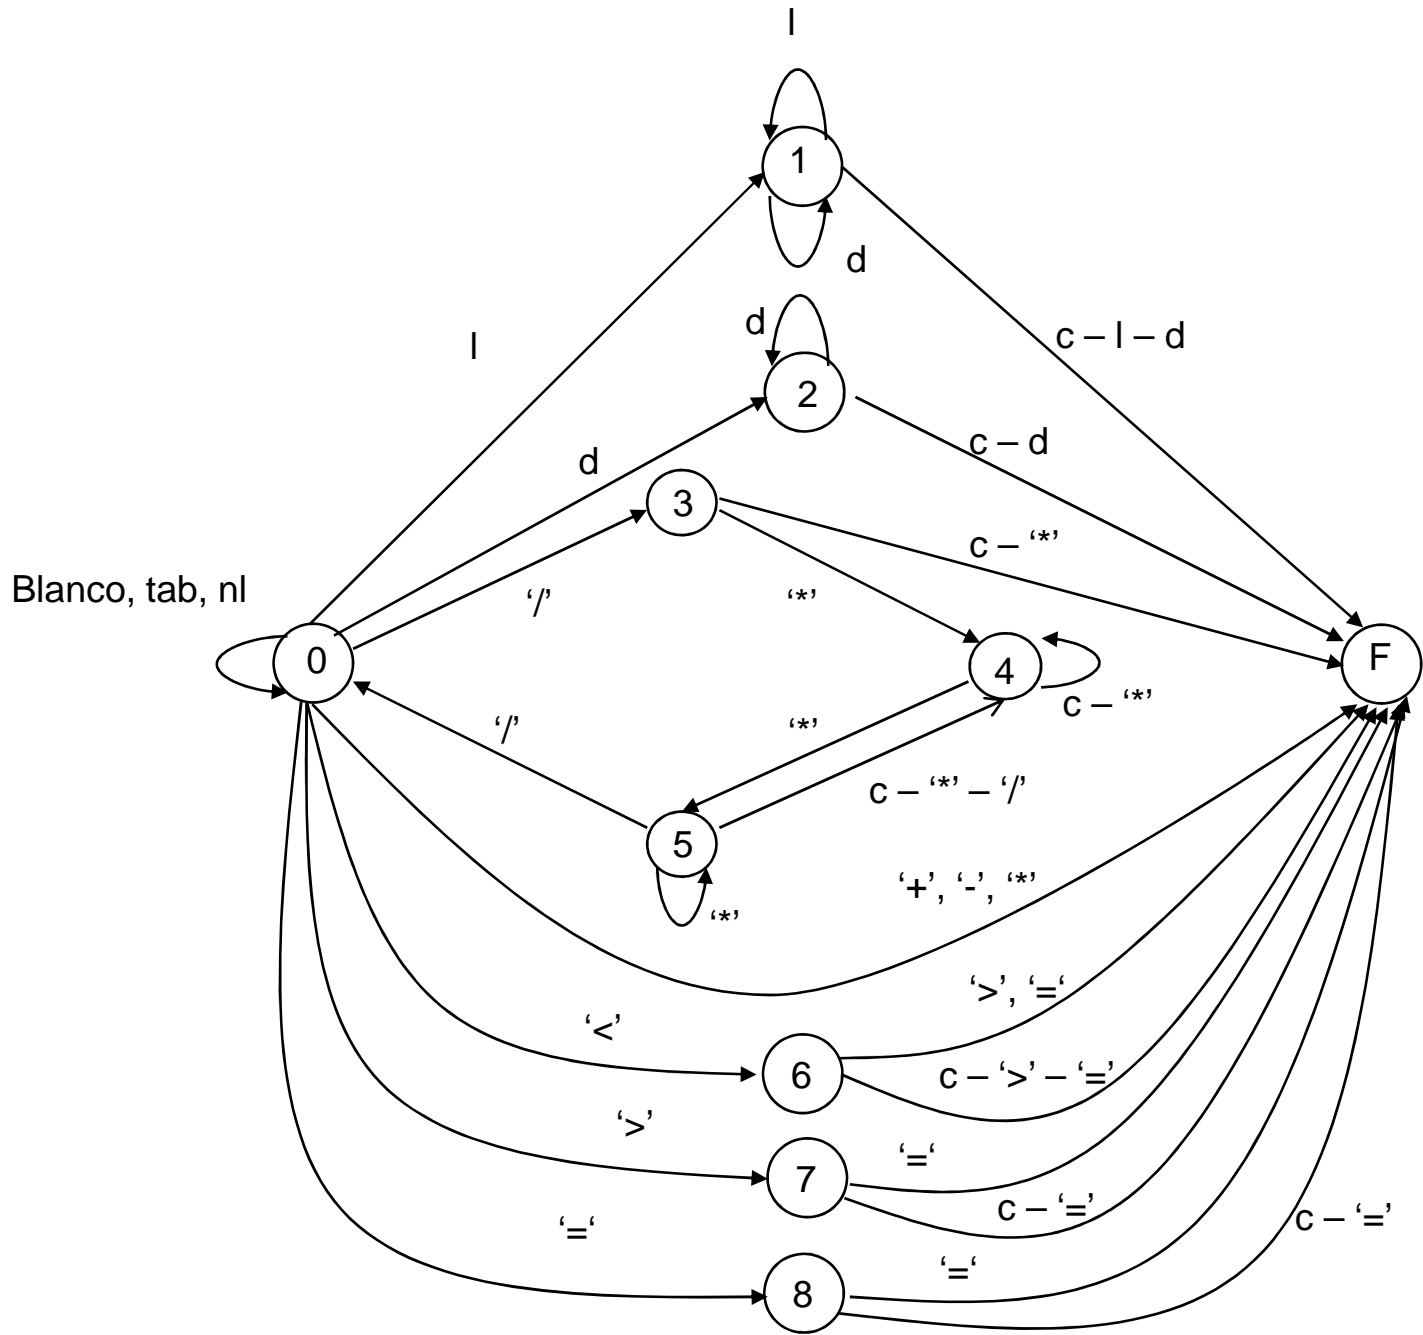 l
1
d
d
l
c – l – d
2
c – d
d
3
c – ‘*’
Blanco, tab, nl
‘/’
‘*’
0
4
F
c – ‘*’
‘/’
‘*’
c – ‘*’ – ‘/’
5
‘+’, ‘-’, ‘*’
‘*’
‘>’, ‘=‘
‘<’
6
c – ‘>’ – ‘=’
‘>’
‘=‘
7
c – ‘=’
c – ‘=’
‘=‘
‘=‘
8